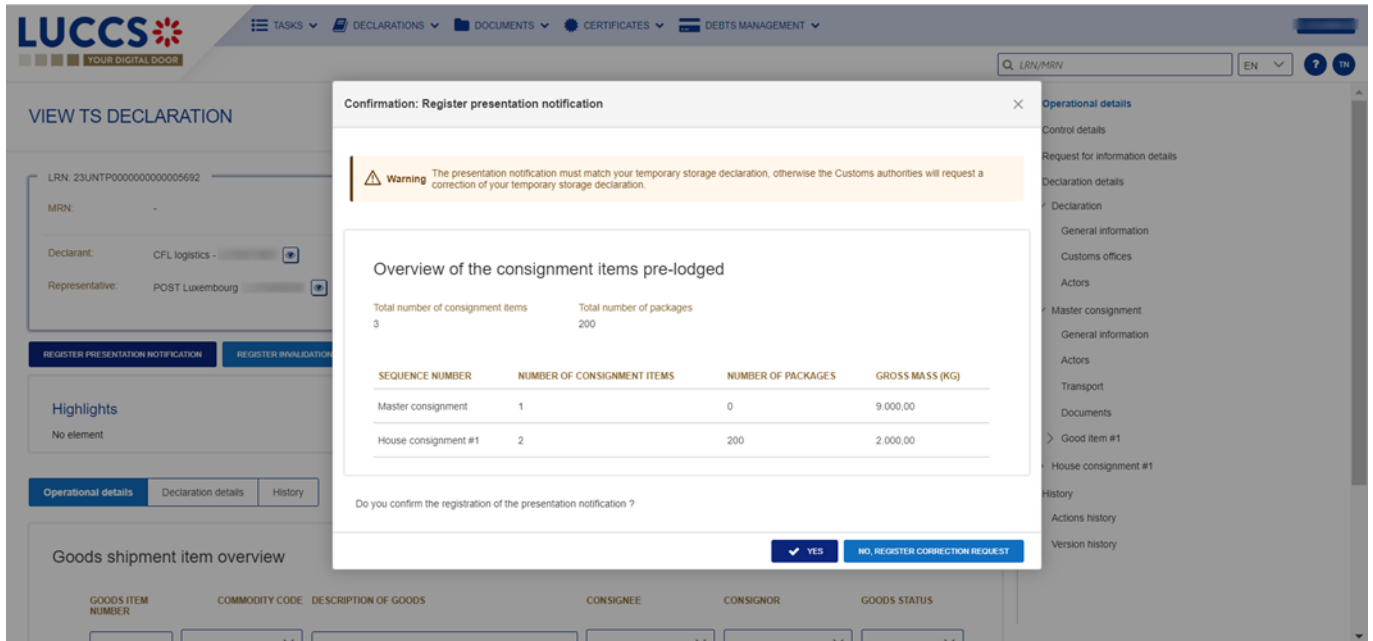 LUCCS
YOUR DIGITAL DOOR
TASKS DECLARATIONS DOCUMENTS CERTIFICATES DEBTS MANAGEMENT
LRN/MRN
EN
?
TN
VIEW TS DECLARATION
LRN: 23UNTP0000000000005692
MRN: -
Declarant: CFL logistics -
Representative: POST Luxembourg
REGISTER PRESENTATION NOTIFICATION
REGISTER INVALIDATION
Highlights
No element
Operational details
Declaration details
History
Goods shipment item overview
GOODS ITEM NUMBER
COMMODITY CODE
DESCRIPTION OF GOODS
CONSIGNEE
CONSIGNOR
GOODS STATUS
Confirmation: Register presentation notification
Warning The presentation notification must match your temporary storage declaration, otherwise the Customs authorities will request a
correction of your temporary storage declaration.
Overview of the consignment items pre-lodged
Total number of consignment items Total number of packages
3 200
SEQUENCE NUMBER NUMBER OF CONSIGNMENT ITEMS NUMBER OF PACKAGES GROSS MASS (KG)
Master consignment 1 0 9.000,00
House consignment #1 2 200 2.000,00
Do you confirm the registration of the presentation notification ?
YES
NO, REGISTER CORRECTION REQUEST
Operational details
Control details
Request for information details
Declaration details
Declaration
General information
Customs offices
Actors
Master consignment
General information
Actors
Transport
Documents
Good item #1
House consignment #1
History
Actions history
Version history